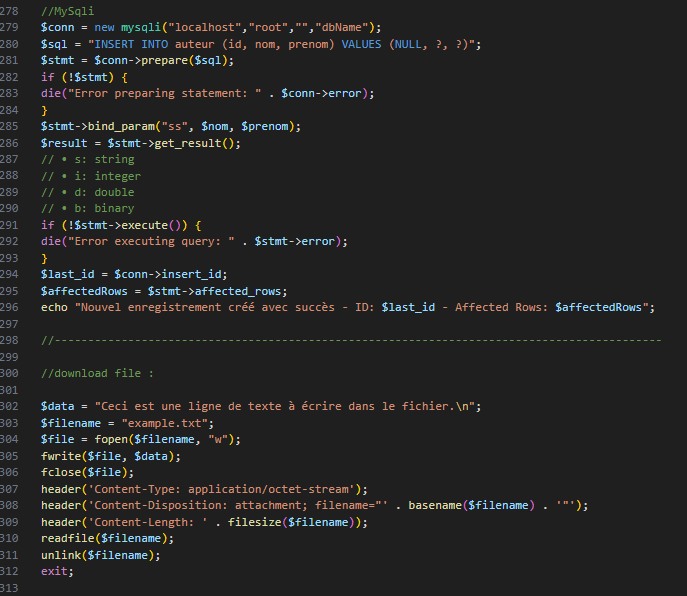 278 //MySqli
279 $conn = new mysqli("localhost","root","","dbName");
280 $sql = "INSERT INTO auteur (id, nom, prenom) VALUES (NULL, ?, ?)";
281 $stmt = $conn->prepare($sql);
282 if (!$stmt) {
283 die("Error preparing statement: " . $conn->error);
284 }
285 $stmt->bind_param("ss", $nom, $prenom);
286 $result = $stmt->get_result();
287 // • s: string
288 // • i: integer
289 // • d: double
290 // • b: binary
291 if (!$stmt->execute()) {
292 die("Error executing query: " . $stmt->error);
293 }
294 $last_id = $conn->insert_id;
295 $affectedRows = $stmt->affected_rows;
296 echo "Nouvel enregistrement créé avec succès - ID: $last_id - Affected Rows: $affectedRows";
297
298 //-------------------------------------------------------------------------------------------
299
300 //download file :
301
302 $data = "Ceci est une ligne de texte à écrire dans le fichier.\n";
303 $filename = "example.txt";
304 $file = fopen($filename, "w");
305 fwrite($file, $data);
306 fclose($file);
307 header('Content-Type: application/octet-stream');
308 header('Content-Disposition: attachment; filename="' . basename($filename) . '"');
309 header('Content-Length: ' . filesize($filename));
310 readfile($filename);
311 unlink($filename);
312 exit;
313